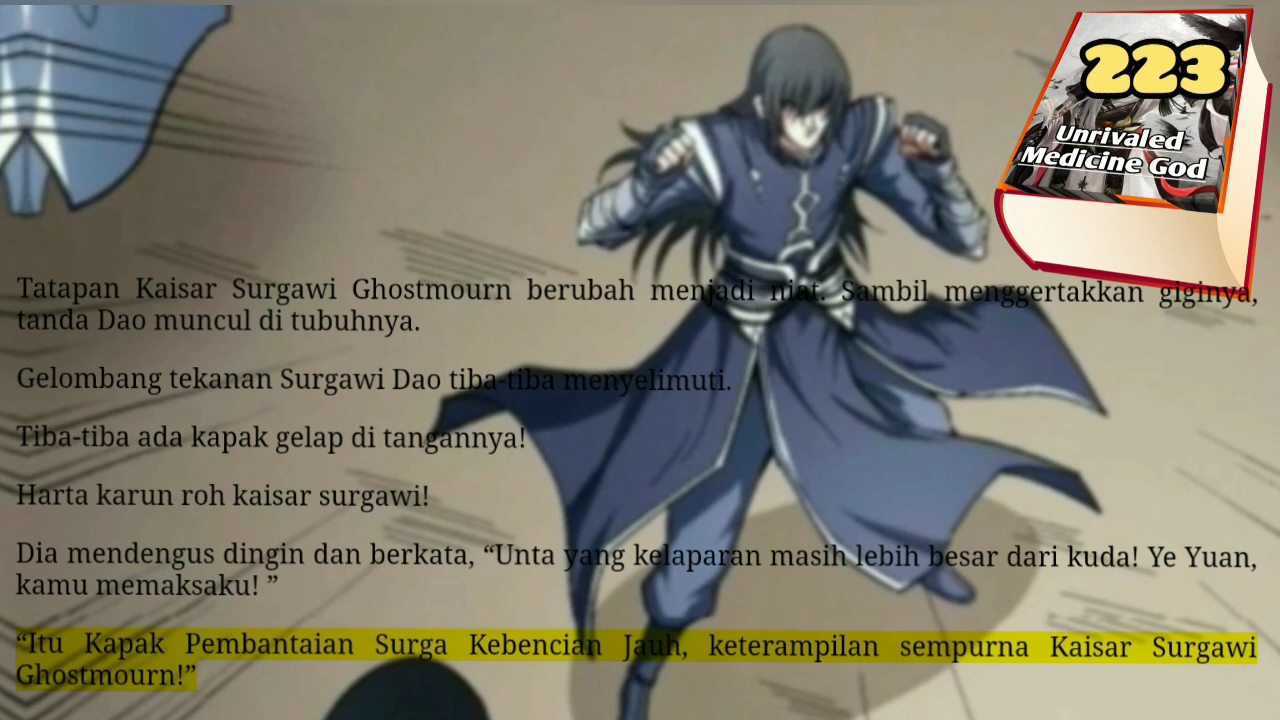 223
Unrivaled
Medicine God
Tatapan Kaisar Surgawi Ghostmourn berubah menjadi niat. Sambil menggertakkan giginya,
tanda Dao muncul di tubuhnya.
Gelombang tekanan Surgawi Dao tiba-tiba menyelimuti.
Tiba-tiba ada kapak gelap di tangannya!
Harta karun roh kaisar surgawi!
Dia mendengus dingin dan berkata, “Unta yang kelaparan masih lebih besar dari kuda! Ye Yuan,
kamu memaksaku! ”
“Itu Kapak Pembantaian Surga Kebencian Jauh, keterampilan sempurna Kaisar Surgawi
Ghostmourn!”